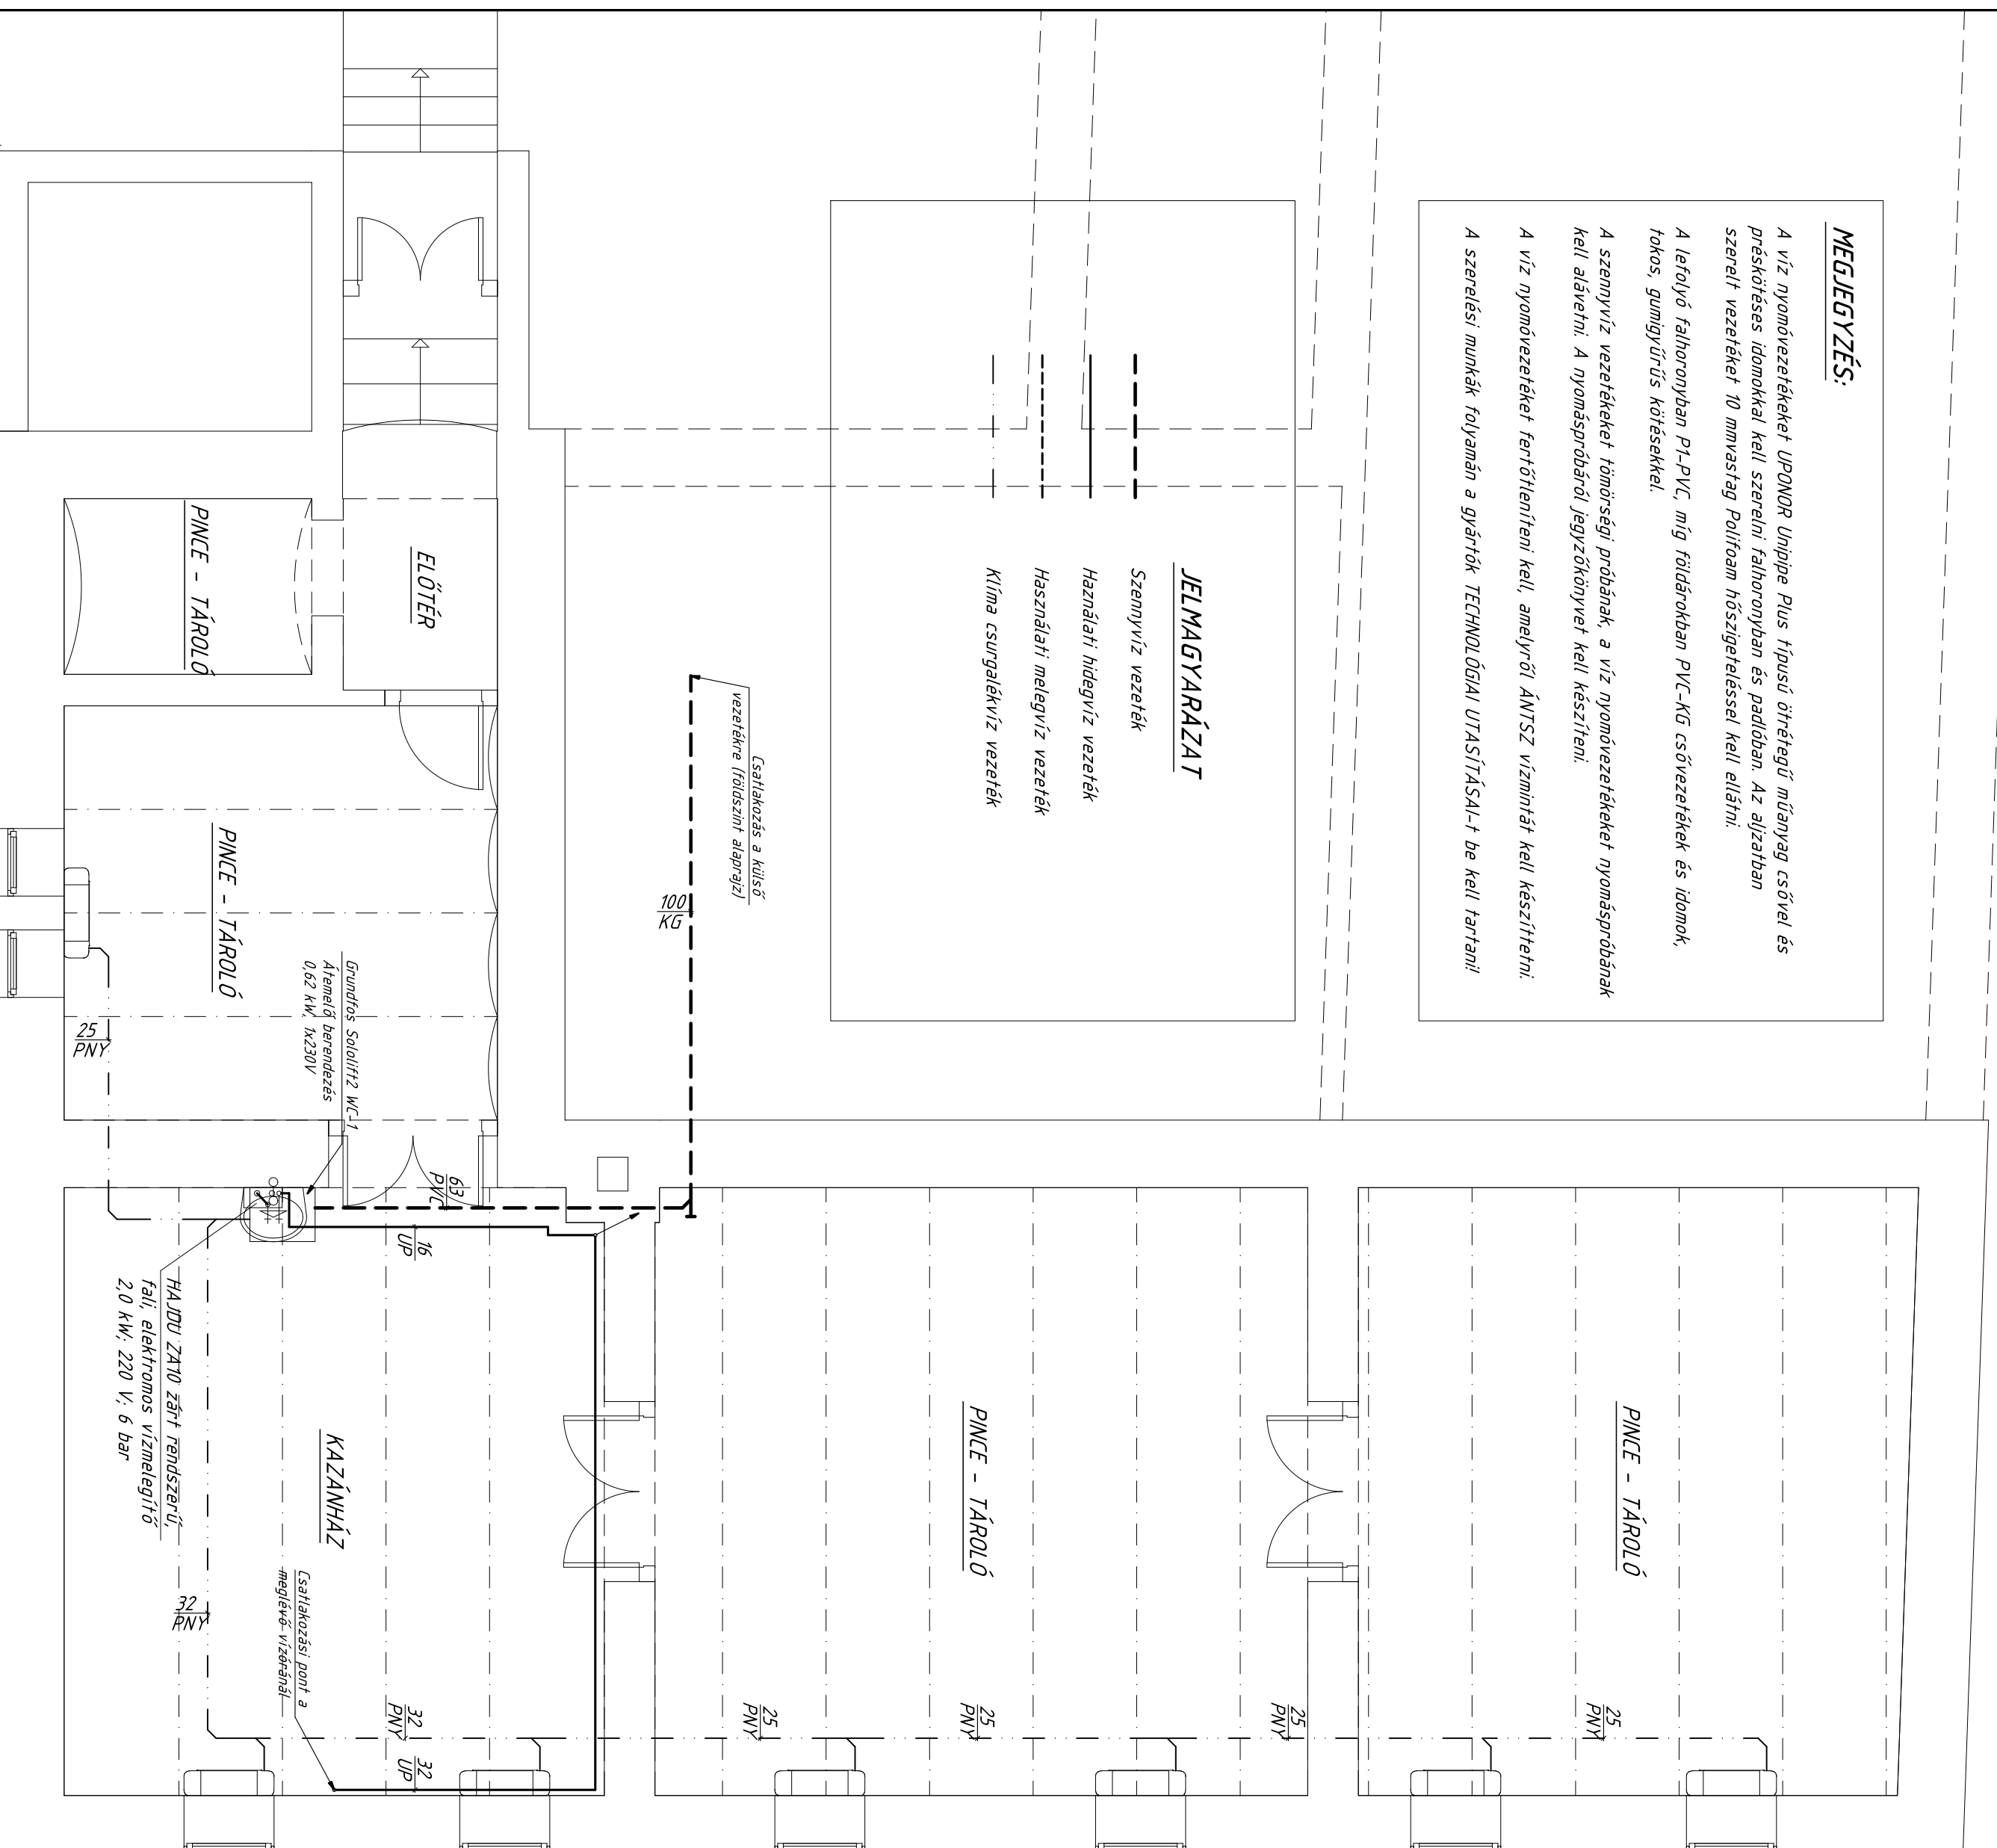 MEGJEGYZÉS:
A víz nyomóvezetékeket UPONOR Unipipe Plus típusú ötrétegű műanyag csővel és
préskötéses idomokkal kell szerelni falhoronyban és padlóban. Az aljzatban
szerelt vezetéket 10 mmvastag Polifoam hőszigeteléssel kell ellátni.
A lefolyó falhoronyban P1-PVC, míg földárokban PVC-KG csővezetékek és idomok,
tokos, gumigyűrűs kötésekkel.
A szennyvíz vezetékeket tömörségi próbának, a víz nyomóvezetékeket nyomáspróbának
kell alávetni. A nyomáspróbáról jegyzőkönyvet kell készíteni.
A víz nyomóvezetéket fertőtleníteni kell, amelyről ÁNTSZ vízmintát kell készíttetni.
A szerelési munkák folyamán a gyártók TECHNOLÓGIAI UTASÍTÁSAI-t be kell tartani!
JELMAGYARÁZAT
Szennyvíz vezeték
Haználati hidegvíz vezeték
Használati melegvíz vezeték
Klíma csurgalékvíz vezeték
Csatlakozás a külső
vezetékre (földszint alaprajz)
100
KG
ELŐTÉR
PINCE - TÁROLÓ
PINCE - TÁROLÓ
Grundfos Sololift2 WC-1
Átemelő berendezés
0,62 kW, 1x230V
25
PNY
63
PVC
16
UP
HAJDU ZA10 zárt rendszerű,
fali, elektromos vízmelegítő
2,0 kW; 220 V; 6 bar
KAZÁNHÁZ
Csatlakozási pont a
meglévő vízóránál
32
PNY
32
PNY
32
UP
PINCE - TÁROLÓ
25
PNY
25
PNY
25
PNY
PINCE - TÁROLÓ
25
PNY